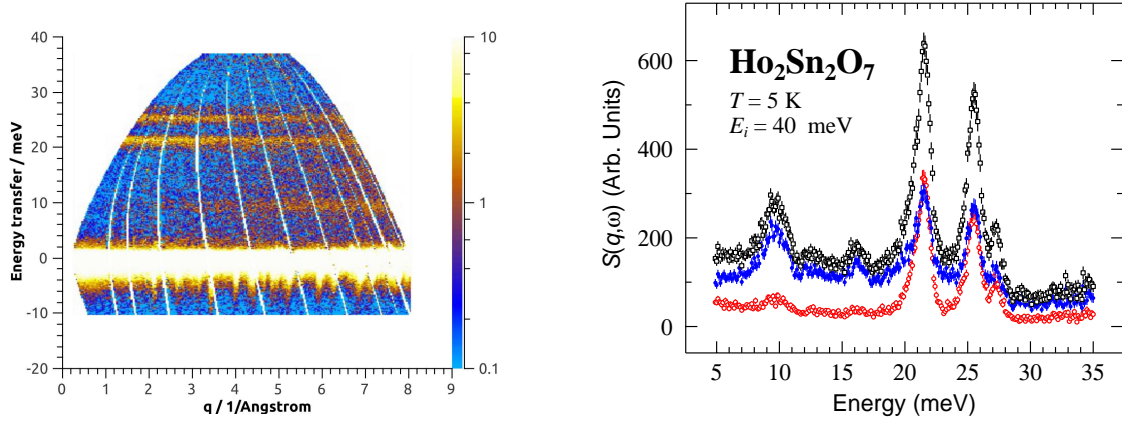 40
30
20
10
0
-10
-20
Energy transfer / meV
0 1 2 3 4 5 6 7 8 9
q / 1/Angstrom
10
1
0.1
600
400
200
0
S(q,ω) (Arb. Units)
Ho₂Sn₂O₇
T = 5 K
Eᵢ = 40 meV
5 10 15 20 25 30 35
Energy (meV)